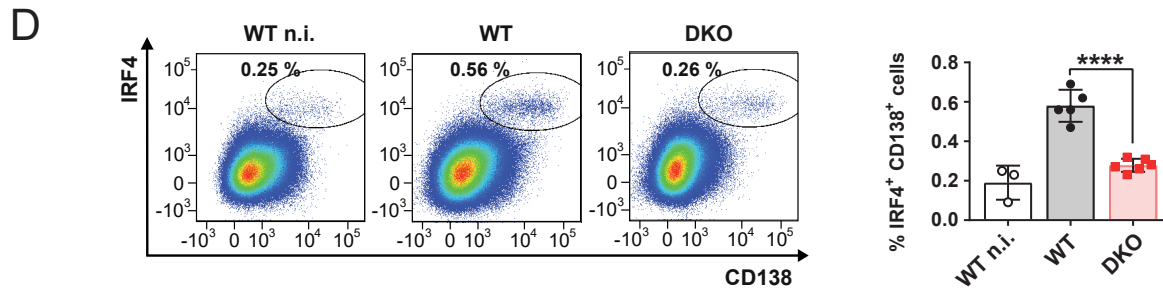 D
WT n.i.
WT
DKO
IRF4
10⁵
10⁴
10³
0
-10³
0.25 %
10⁵
10⁴
10³
0
-10³
0.56 %
10⁵
10⁴
10³
0
-10³
0.26 %
-10³ 0 10³ 10⁴ 10⁵
-10³ 0 10³ 10⁴ 10⁵
-10³ 0 10³ 10⁴ 10⁵
CD138
% IRF4⁺ CD138⁺ cells
****
0.8
0.6
0.4
0.2
0.0
WT n.i.
WT
DKO